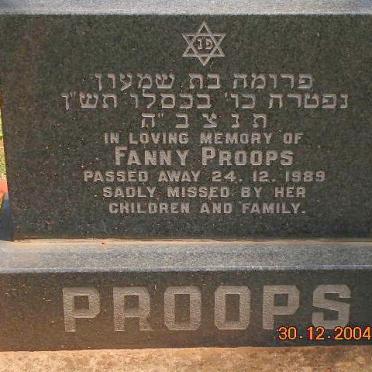 פ נ
פרומה בת שמעון
נפטרה כו' בכסלו תש"ן
ת נ צ ב "ה
IN LOVING MEMORY OF
FANNY PROOPS
PASSED AWAY 24. 12. 1989
SADLY MISSED BY HER
CHILDREN AND FAMILY.
PROOPS
30.12.2004